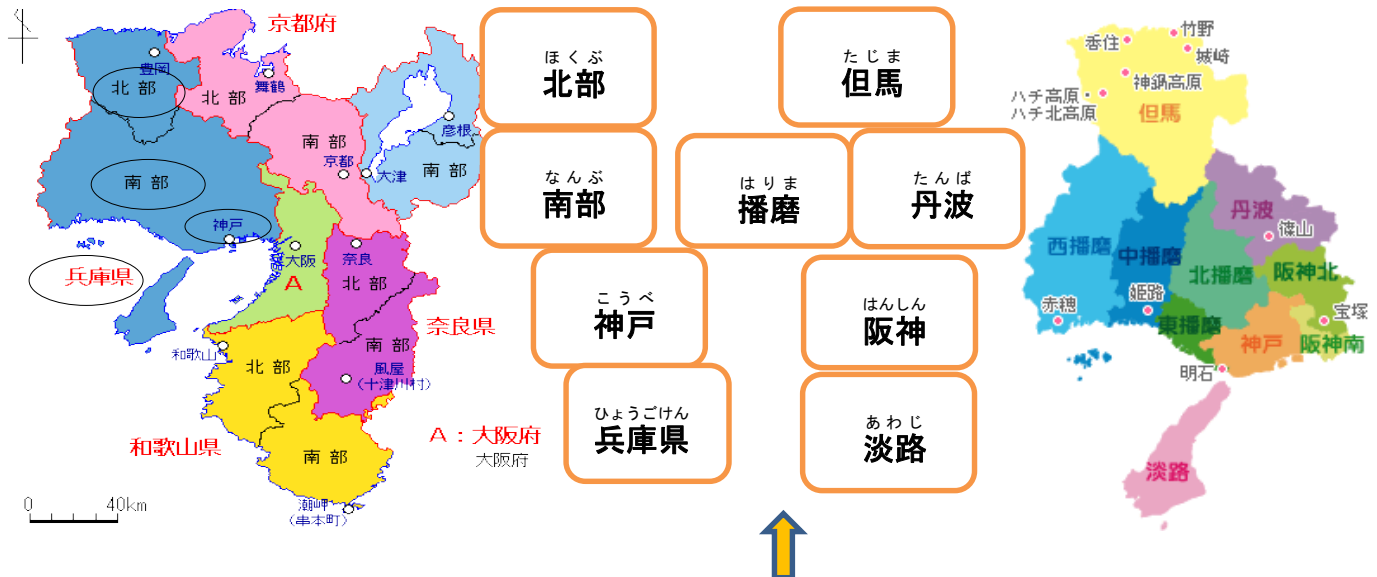 京都府
豊岡
北部
北部
舞鶴
彦根
南部
京都
大津
南部
南部
神戸
兵庫県
大阪
A
奈良
北部
奈良県
和歌山
北部
南部
風屋
(十津川村)
和歌山県
A:大阪府
大阪府
南部
潮岬
(串本町)
0 40km
ほくぶ
北部
たじま
但馬
なんぶ
南部
はりま
播磨
たんば
丹波
こうべ
神戸
はんしん
阪神
ひょうごけん
兵庫県
あわじ
淡路
香住
竹野
城崎
神鍋高原
ハチ高原・
ハチ北高原
但馬
丹波
篠山
西播磨
中播磨
北播磨
阪神北
赤穂
姫路
東播磨
宝塚
神戸
阪神南
明石
淡路